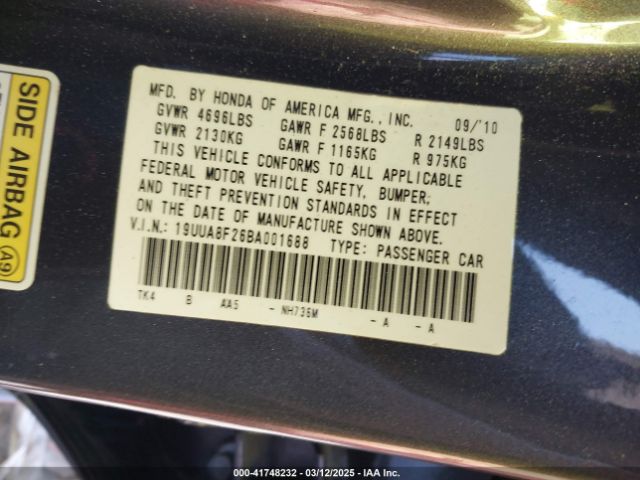 SIDE AIRBAG
A9
MFD. BY HONDA OF AMERICA MFG., INC. 09/'10
GVWR 4696LBS GAWR F 2568LBS R 2149LBS
GVWR 2130KG GAWR F 1165KG R 975KG
THIS VEHICLE CONFORMS TO ALL APPLICABLE
FEDERAL MOTOR VEHICLE SAFETY, BUMPER,
AND THEFT PREVENTION STANDARDS IN EFFECT
ON THE DATE OF MANUFACTURE SHOWN ABOVE.
V.I.N.: 19UUA8F26BA001688 TYPE: PASSENGER CAR
TK4 B AA5 - NH736M - A - A
000-41748232 - 03/12/2025 - IAA Inc.